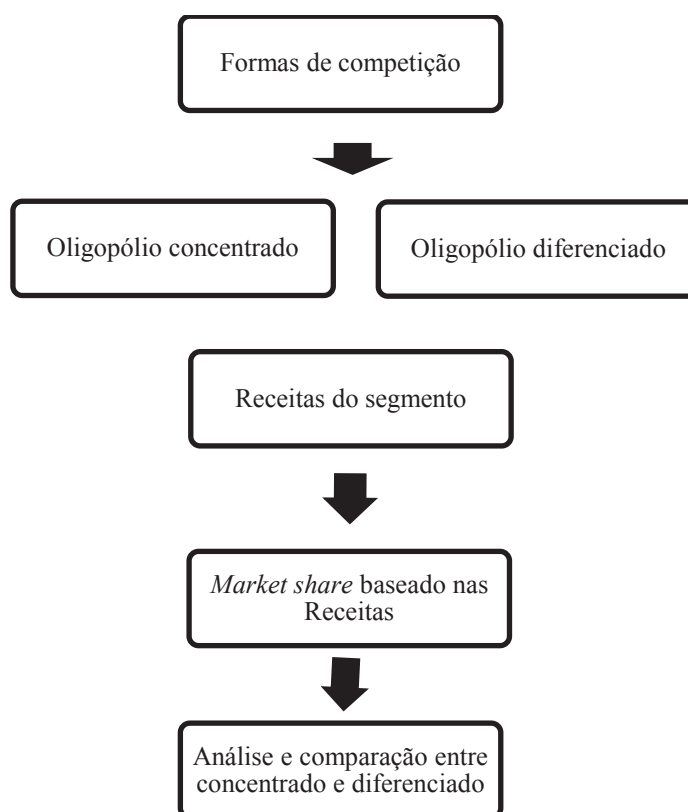 Formas de competição
Oligopólio concentrado
Oligopólio diferenciado
Receitas do segmento
Market share baseado nas
Receitas
Análise e comparação entre
concentrado e diferenciado